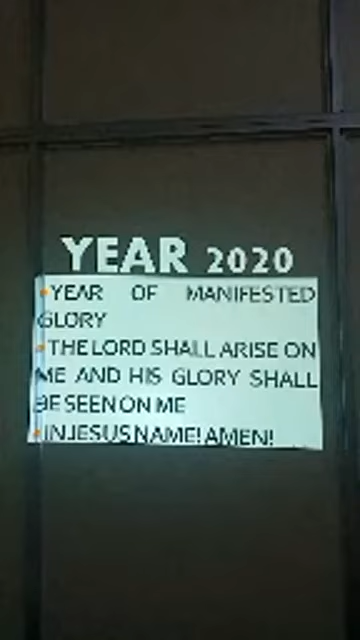 YEAR 2020
•YEAR OF MANIFESTED
GLORY
•THE LORD SHALL ARISE ON
ME AND HIS GLORY SHALL
BE SEEN ON ME
•IN JESUS NAME! AMEN!